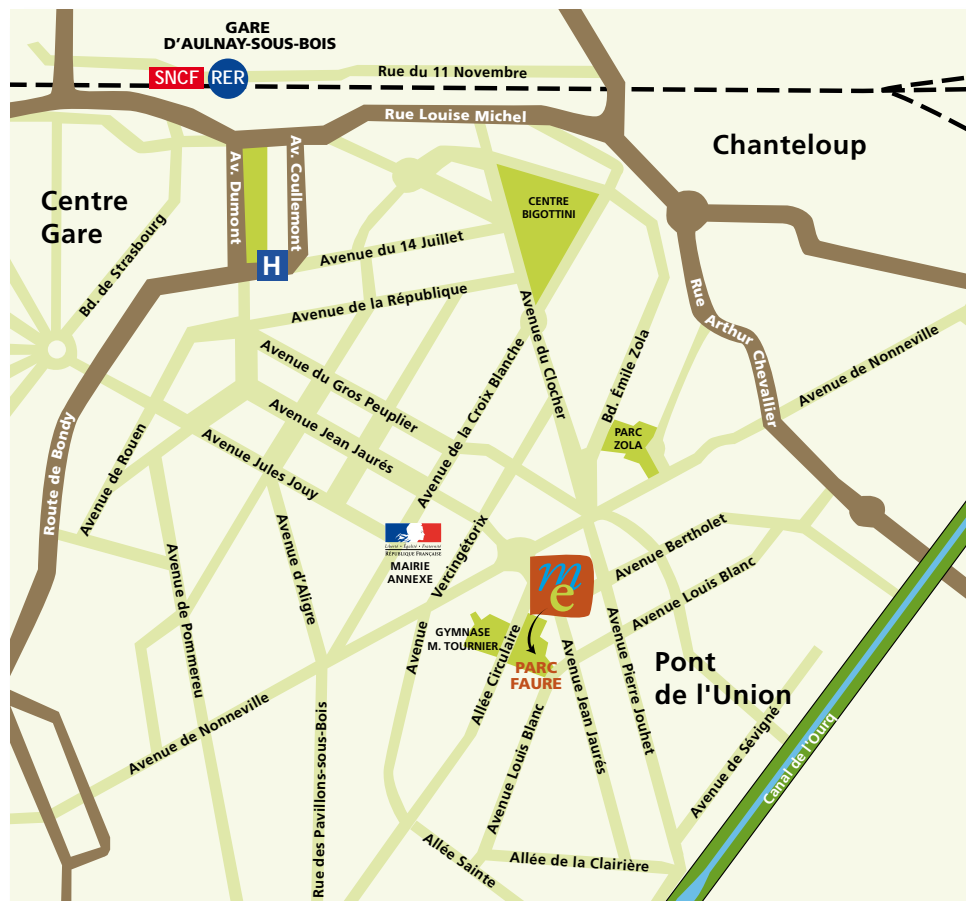 GARE
D'AULNAY-SOUS-BOIS
SNCF
RER
Rue du 11 Novembre
Rue Louise Michel
Chanteloup
Centre
Gare
Av. Dumont
Av. Coullemont
CENTRE
BIGOTTINI
Bd. de Strasbourg
H
Avenue du 14 Juillet
Avenue de la République
Rue Arthur Chevallier
Avenue du Clocher
Bd. Émile Zola
Avenue de Nonneville
Avenue du Gros Peuplier
Avenue de la Croix Blanche
Avenue Jean Jaurés
PARC
ZOLA
Route de Bondy
Avenue de Rouen
Avenue Jules Jouy
Liberté • Égalité • Fraternité
RÉPUBLIQUE FRANÇAISE
MAIRIE
ANNEXE
Avenue Vercingétorix
Avenue d'Aligre
Avenue de Pommereu
Avenue Bertholet
Avenue Louis Blanc
me
GYMNASE
M. TOURNIER
Allée Circulaire
PARC
FAURE
Avenue Jean Jaurés
Avenue Pierre Jouhet
Pont
de l'Union
Avenue de Nonneville
Rue des Pavillons-sous-Bois
Avenue Louis Blanc
Avenue de Sévigné
Canal de l'Ourq
Allée Sainte
Allée de la Clairière